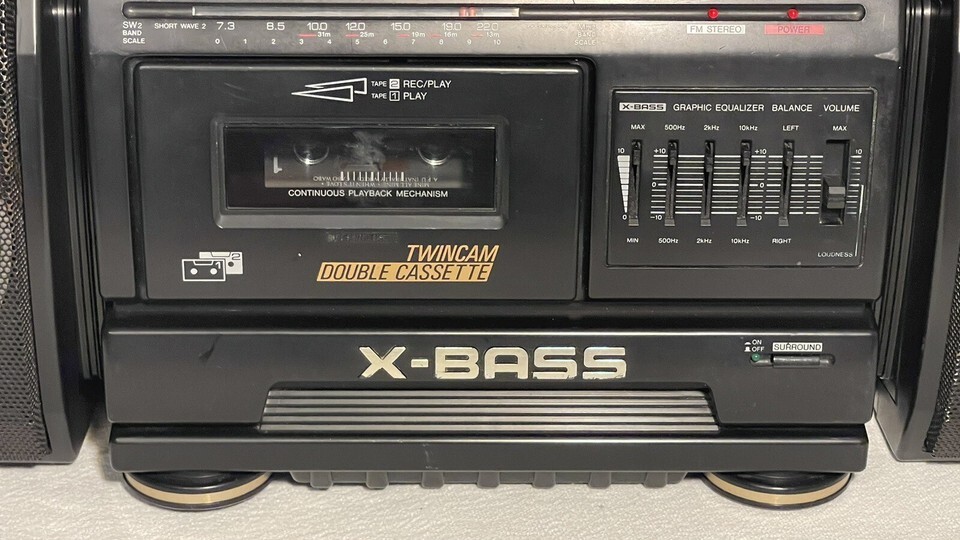 SW2 SHORT WAVE 2 7.3 8.5 10.0 12.0 15.0 19.0 22.0
BAND 31m 25m 19m 16m 13m
SCALE 0 1 2 3 4 5 6 7 8 9 10
FM STEREO POWER
TAPE 2 REC/PLAY
TAPE 1 PLAY
1
CONTINUOUS PLAYBACK MECHANISM
TWINCAM
DOUBLE CASSETTE
1 2
X-BASS GRAPHIC EQUALIZER BALANCE VOLUME
MAX 500Hz 2kHz 10kHz LEFT MAX
10 +10 +10 10
0 0
0 -10 -10
MIN 500Hz 2kHz 10kHz RIGHT
LOUDNESS
X-BASS
ON
OFF
SURROUND